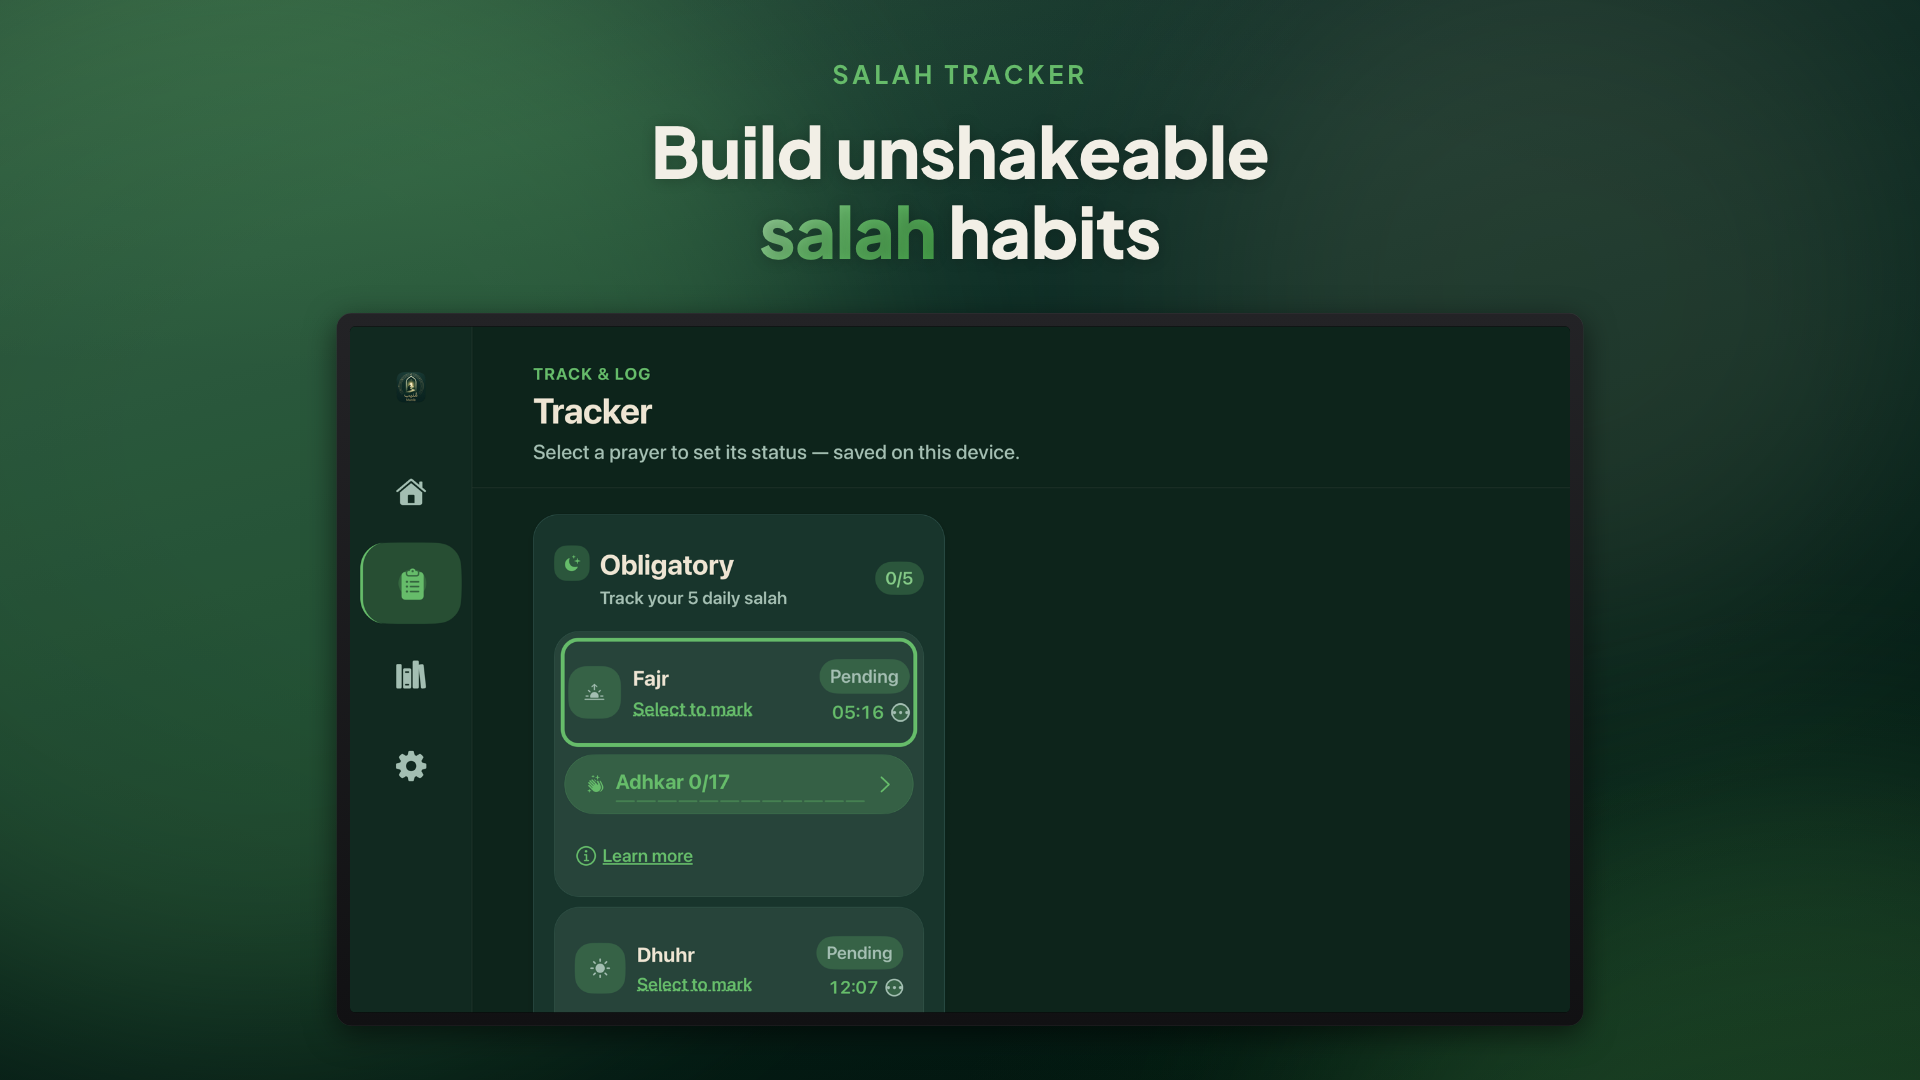 SALAH TRACKER
Build unshakeable
salah habits
TRACK & LOG
Tracker
Select a prayer to set its status — saved on this device.
Obligatory
0/5
Track your 5 daily salah
Fajr
Pending
Select to mark
05:16
Adhkar 0/17
Learn more
Dhuhr
Pending
Select to mark
12:07